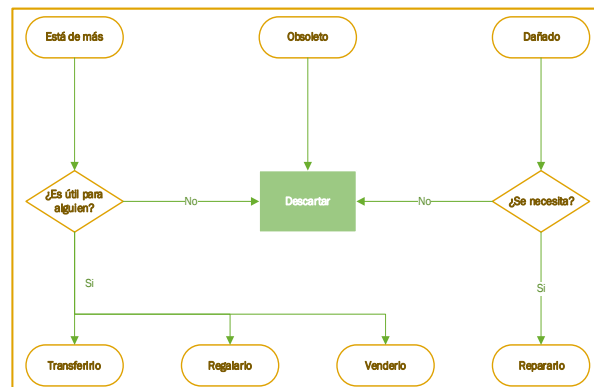 Está de más
Obsoleto
Dañado
¿Es útil para
alguien?
No
Descartar
No
¿Se necesita?
Si
Si
Transferirlo
Regalarlo
Venderlo
Repararlo